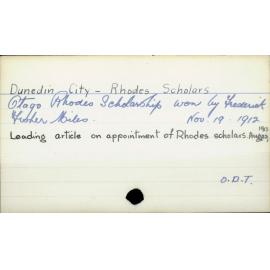 Dunedin City - Rhodes Scholars
Otago Rhodes Scholarship won by Frederick
Fisher Miles. Nov. 19. 1912
Leading article on appointment of Rhodes scholars. Aug
O.D.T.